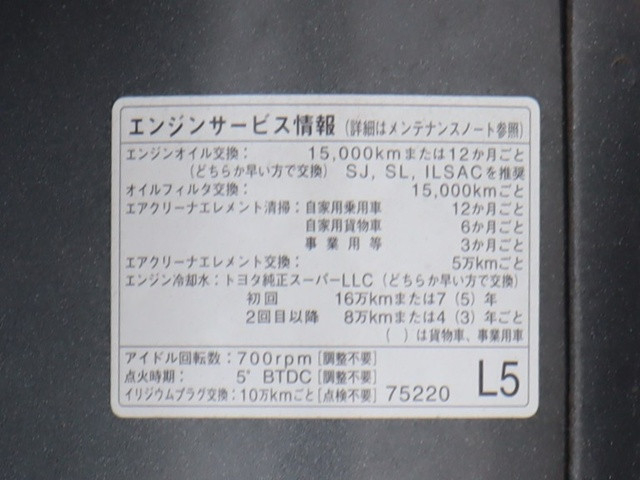 エンジンサービス情報（詳細はメンテナンスノート参照）
エンジンオイル交換： 15,000kmまたは12か月ごと
（どちらか早い方で交換） SJ, SL, ILSACを推奨
オイルフィルタ交換： 15,000kmごと
エアクリーナエレメント清掃：自家用乗用車 12か月ごと
自家用貨物車 6か月ごと
事業用等 3か月ごと
エアクリーナエレメント交換： 5万kmごと
エンジン冷却水：トヨタ純正スーパーLLC（どちらか早い方で交換）
初回 16万kmまたは7（5）年
2回目以降 8万kmまたは4（3）年ごと
（ ）は貨物車、事業用車
アイドル回転数：700rpm［調整不要］
点火時期： 5° BTDC［調整不要］
イリジウムプラグ交換：10万kmごと［点検不要］ 75220 L5